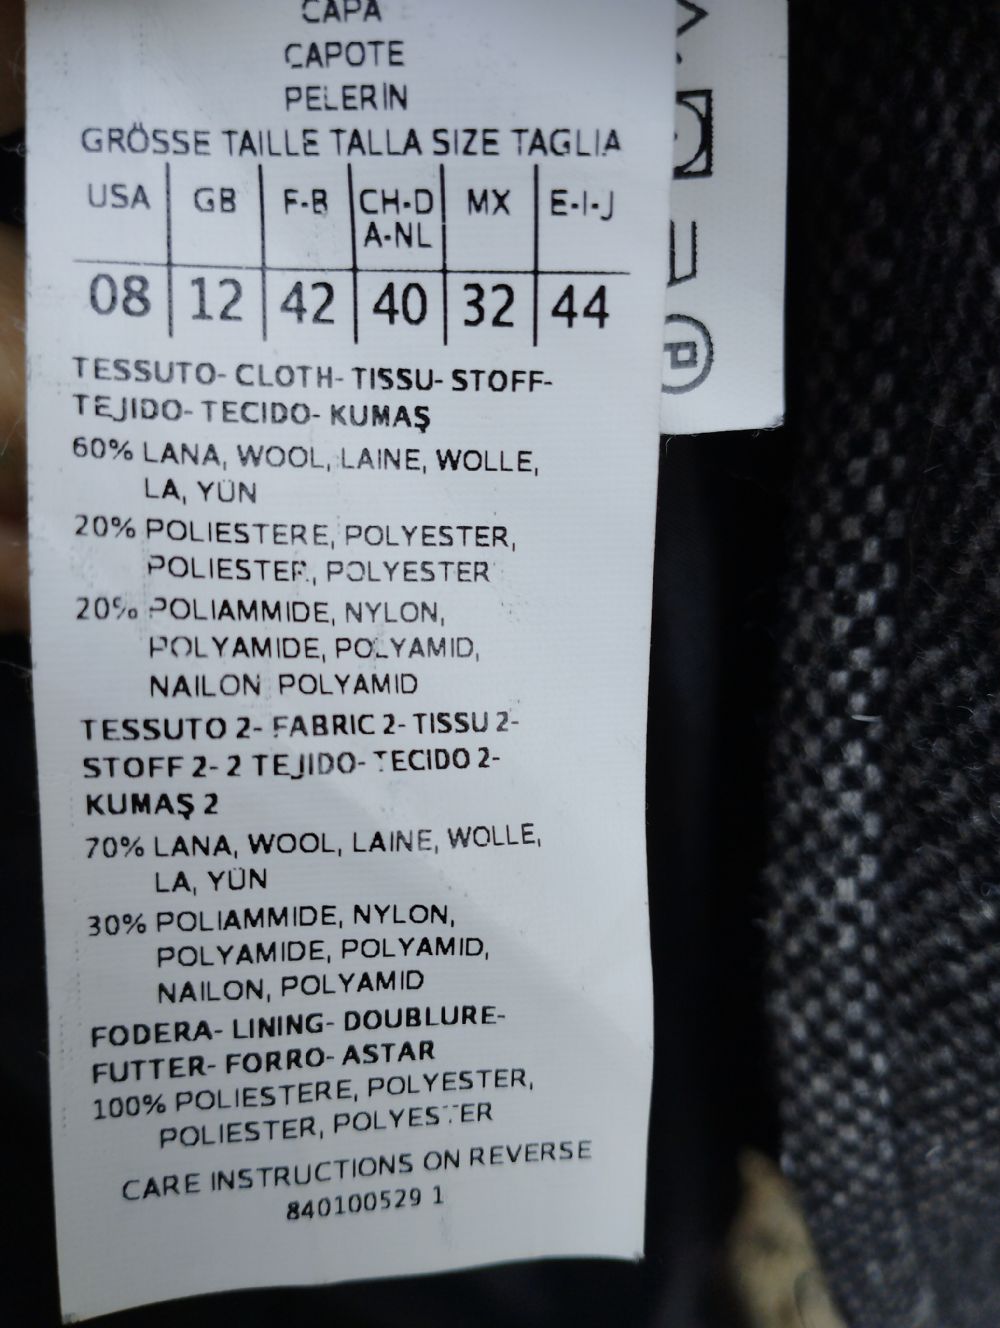 CAPA
CAPOTE
PELERİN
GRÖSSE TAILLE TALLA SIZE TAGLIA
USA GB F-B CH-D MX E-I-J
A-NL
08 12 42 40 32 44
TESSUTO- CLOTH- TISSU- STOFF-
TEJIDO- TECIDO- KUMAŞ
60% LANA, WOOL, LAINE, WOLLE,
LA, YÜN
20% POLIESTERE, POLYESTER,
POLIESTER, POLYESTER
20% POLIAMMIDE, NYLON,
POLYAMIDE, POLYAMID,
NAILON POLYAMID
TESSUTO 2- FABRIC 2- TISSU 2-
STOFF 2- 2 TEJIDO- TECIDO 2-
KUMAŞ 2
70% LANA, WOOL, LAINE, WOLLE,
LA, YÜN
30% POLIAMMIDE, NYLON,
POLYAMIDE, POLYAMID,
NAILON, POLYAMID
FODERA- LINING- DOUBLURE-
FUTTER- FORRO- ASTAR
100% POLIESTERE, POLYESTER,
POLIESTER, POLYESTER
CARE INSTRUCTIONS ON REVERSE
840100529 1
P